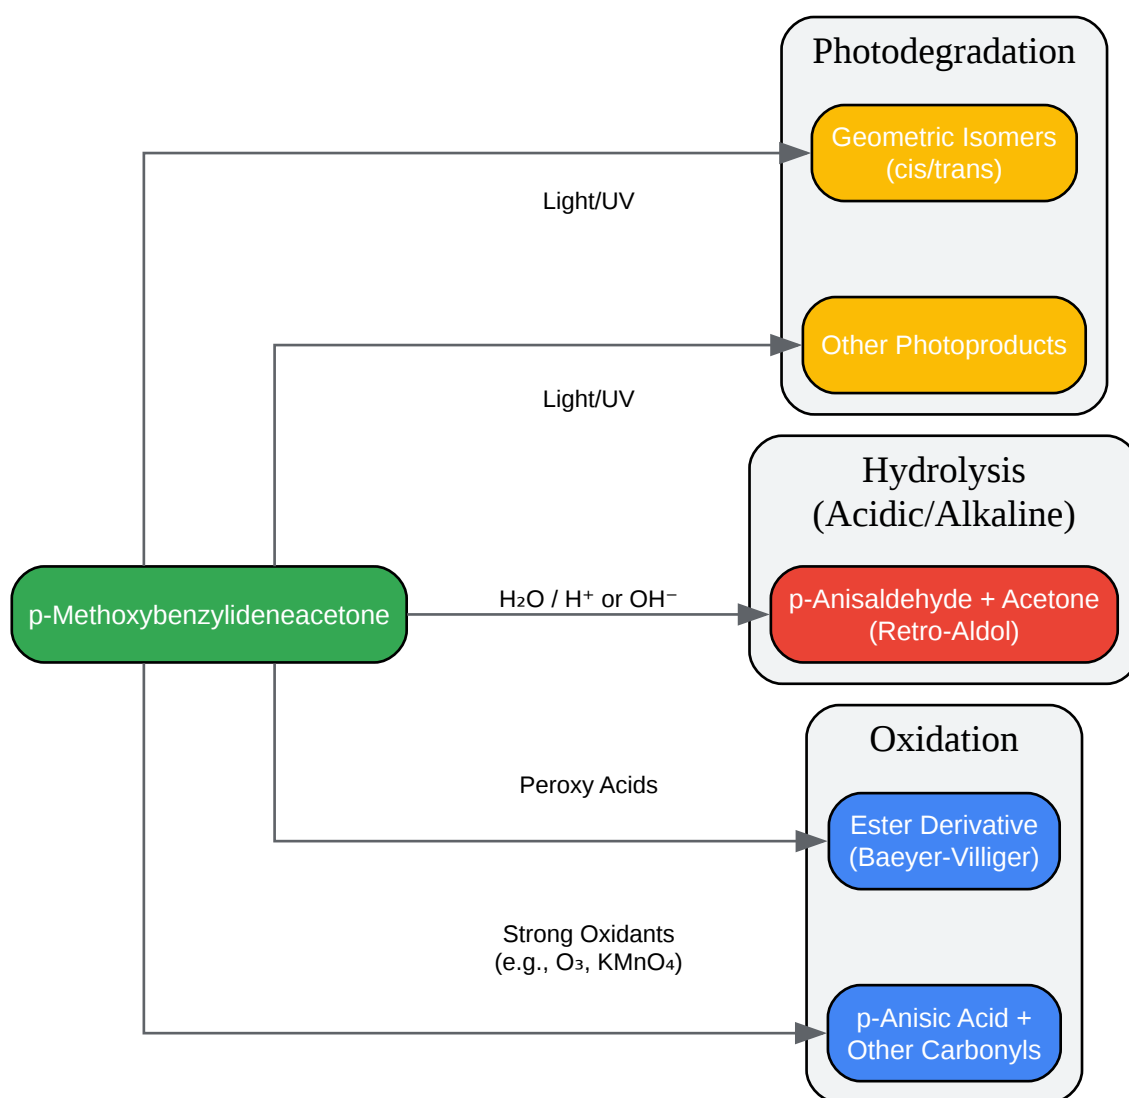 Photodegradation
Geometric Isomers
(cis/trans)
Light/UV
Other Photoproducts
Light/UV
Hydrolysis
(Acidic/Alkaline)
p-Methoxybenzylideneacetone
H₂O / H⁺ or OH⁻
p-Anisaldehyde + Acetone
(Retro-Aldol)
Oxidation
Peroxy Acids
Ester Derivative
(Baeyer-Villiger)
Strong Oxidants
(e.g., O₃, KMnO₄)
p-Anisic Acid +
Other Carbonyls